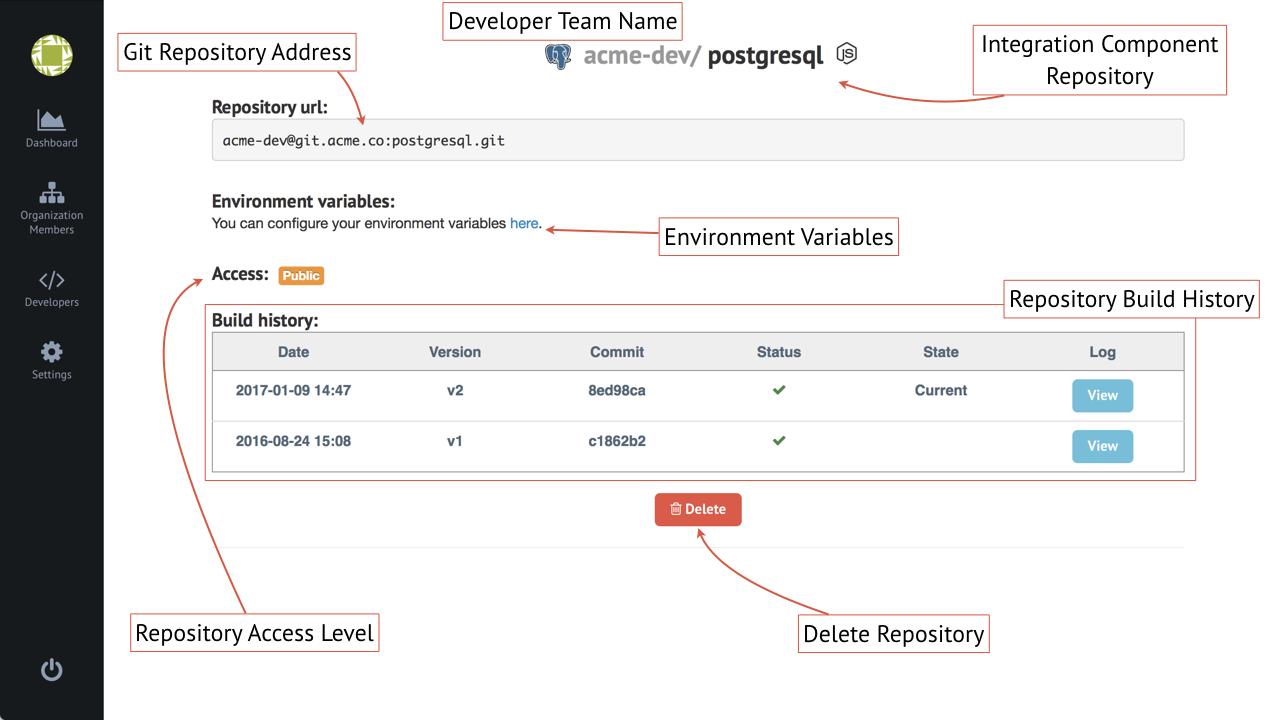 Developer Team Name
Git Repository Address
acme-dev/ postgresql
JS
Integration Component
Repository
Repository url:
acme-dev@git.acme.co:postgresql.git
Dashboard
Organization
Members
Developers
Settings
Environment variables:
You can configure your environment variables here.
Environment Variables
Access: Public
Repository Build History
Build history:
Date Version Commit Status State Log
2017-01-09 14:47 v2 8ed98ca Current View
2016-08-24 15:08 v1 c1862b2 View
Delete
Repository Access Level
Delete Repository